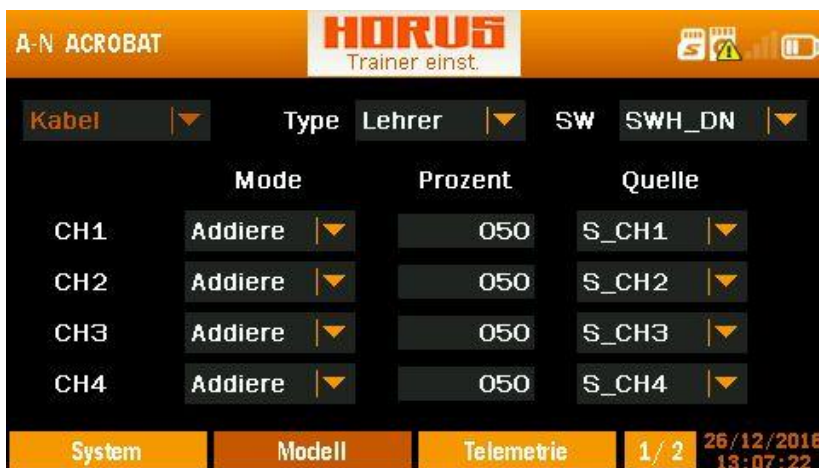 A-N ACROBAT
HORUS
Trainer einst.
Kabel Type Lehrer SW SWH_DN
Mode Prozent Quelle
CH1 Addiere 050 S_CH1
CH2 Addiere 050 S_CH2
CH3 Addiere 050 S_CH3
CH4 Addiere 050 S_CH4
System Modell Telemetrie 1/2 26/12/2016
13:07:22